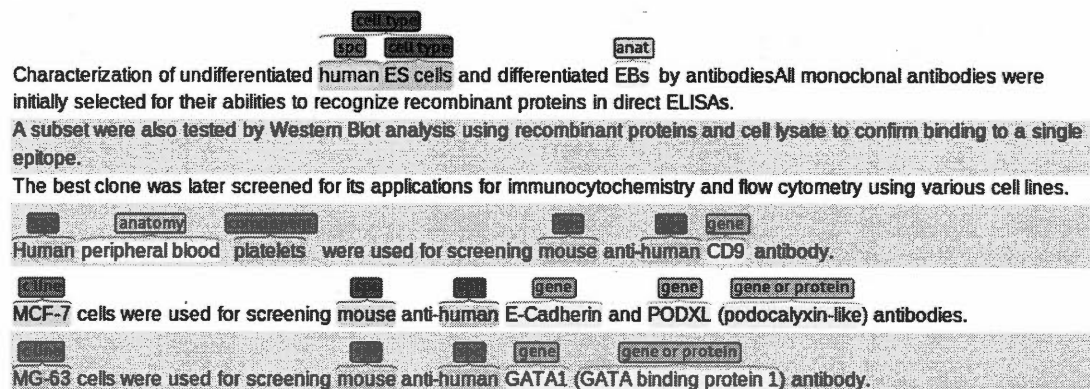 cell type
spc cell type anat
Characterization of undifferentiated human ES cells and differentiated EBs by antibodiesAll monoclonal antibodies were
initially selected for their abilities to recognize recombinant proteins in direct ELISAs.
A subset were also tested by Western Blot analysis using recombinant proteins and cell lysate to confirm binding to a single
epitope.
The best clone was later screened for its applications for immunocytochemistry and flow cytometry using various cell lines.
anatomy gene
Human peripheral blood platelets were used for screening mouse anti-human CD9 antibody.
c line spc spc gene gene gene or protein
MCF-7 cells were used for screening mouse anti-human E-Cadherin and PODXL (podocalyxin-like) antibodies.
c line spc spc gene gene or protein
MG-63 cells were used for screening mouse anti-human GATA1 (GATA binding protein 1) antibody.